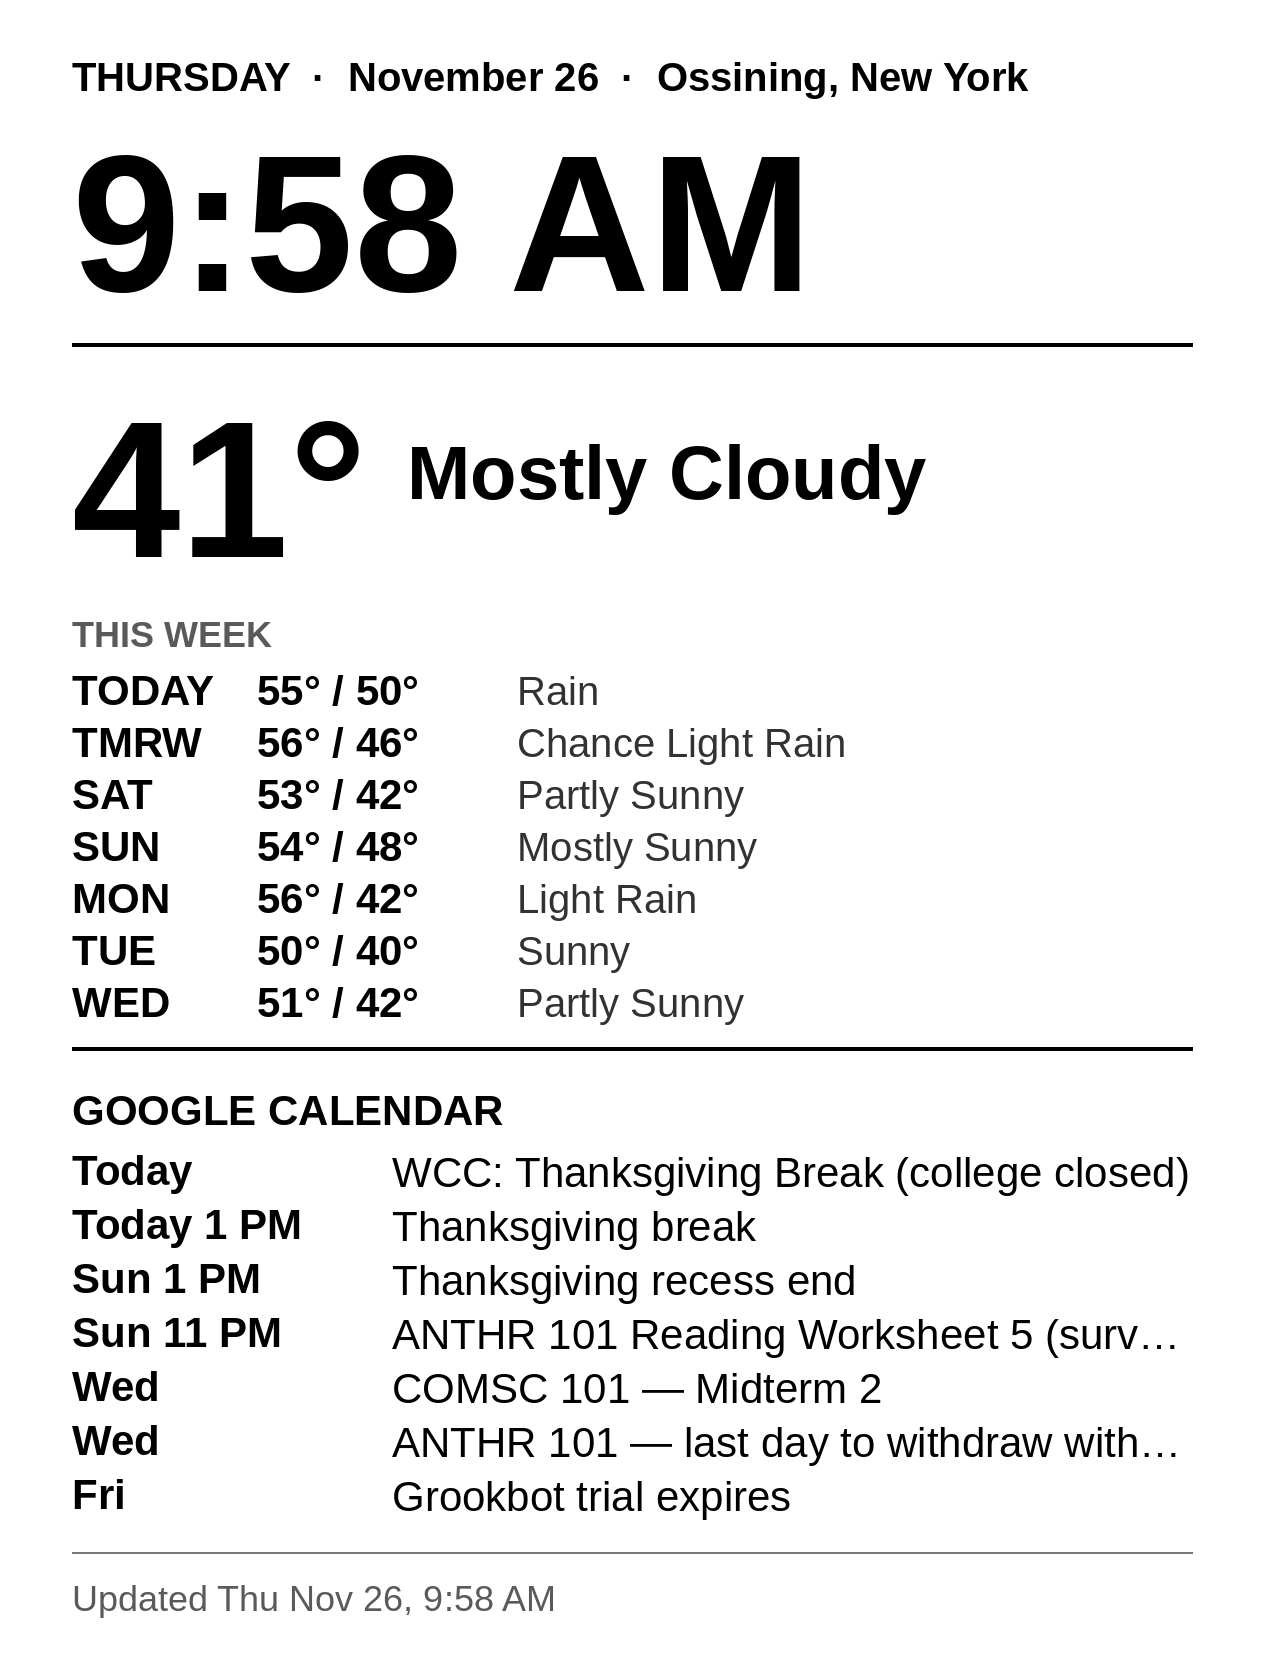 THURSDAY · November 26 · Ossining, New York
9:58 AM
41° Mostly Cloudy
THIS WEEK
TODAY 55° / 50° Rain
TMRW 56° / 46° Chance Light Rain
SAT 53° / 42° Partly Sunny
SUN 54° / 48° Mostly Sunny
MON 56° / 42° Light Rain
TUE 50° / 40° Sunny
WED 51° / 42° Partly Sunny
GOOGLE CALENDAR
Today WCC: Thanksgiving Break (college closed)
Today 1 PM Thanksgiving break
Sun 1 PM Thanksgiving recess end
Sun 11 PM ANTHR 101 Reading Worksheet 5 (surv…
Wed COMSC 101 — Midterm 2
Wed ANTHR 101 — last day to withdraw with…
Fri Grookbot trial expires
Updated Thu Nov 26, 9:58 AM